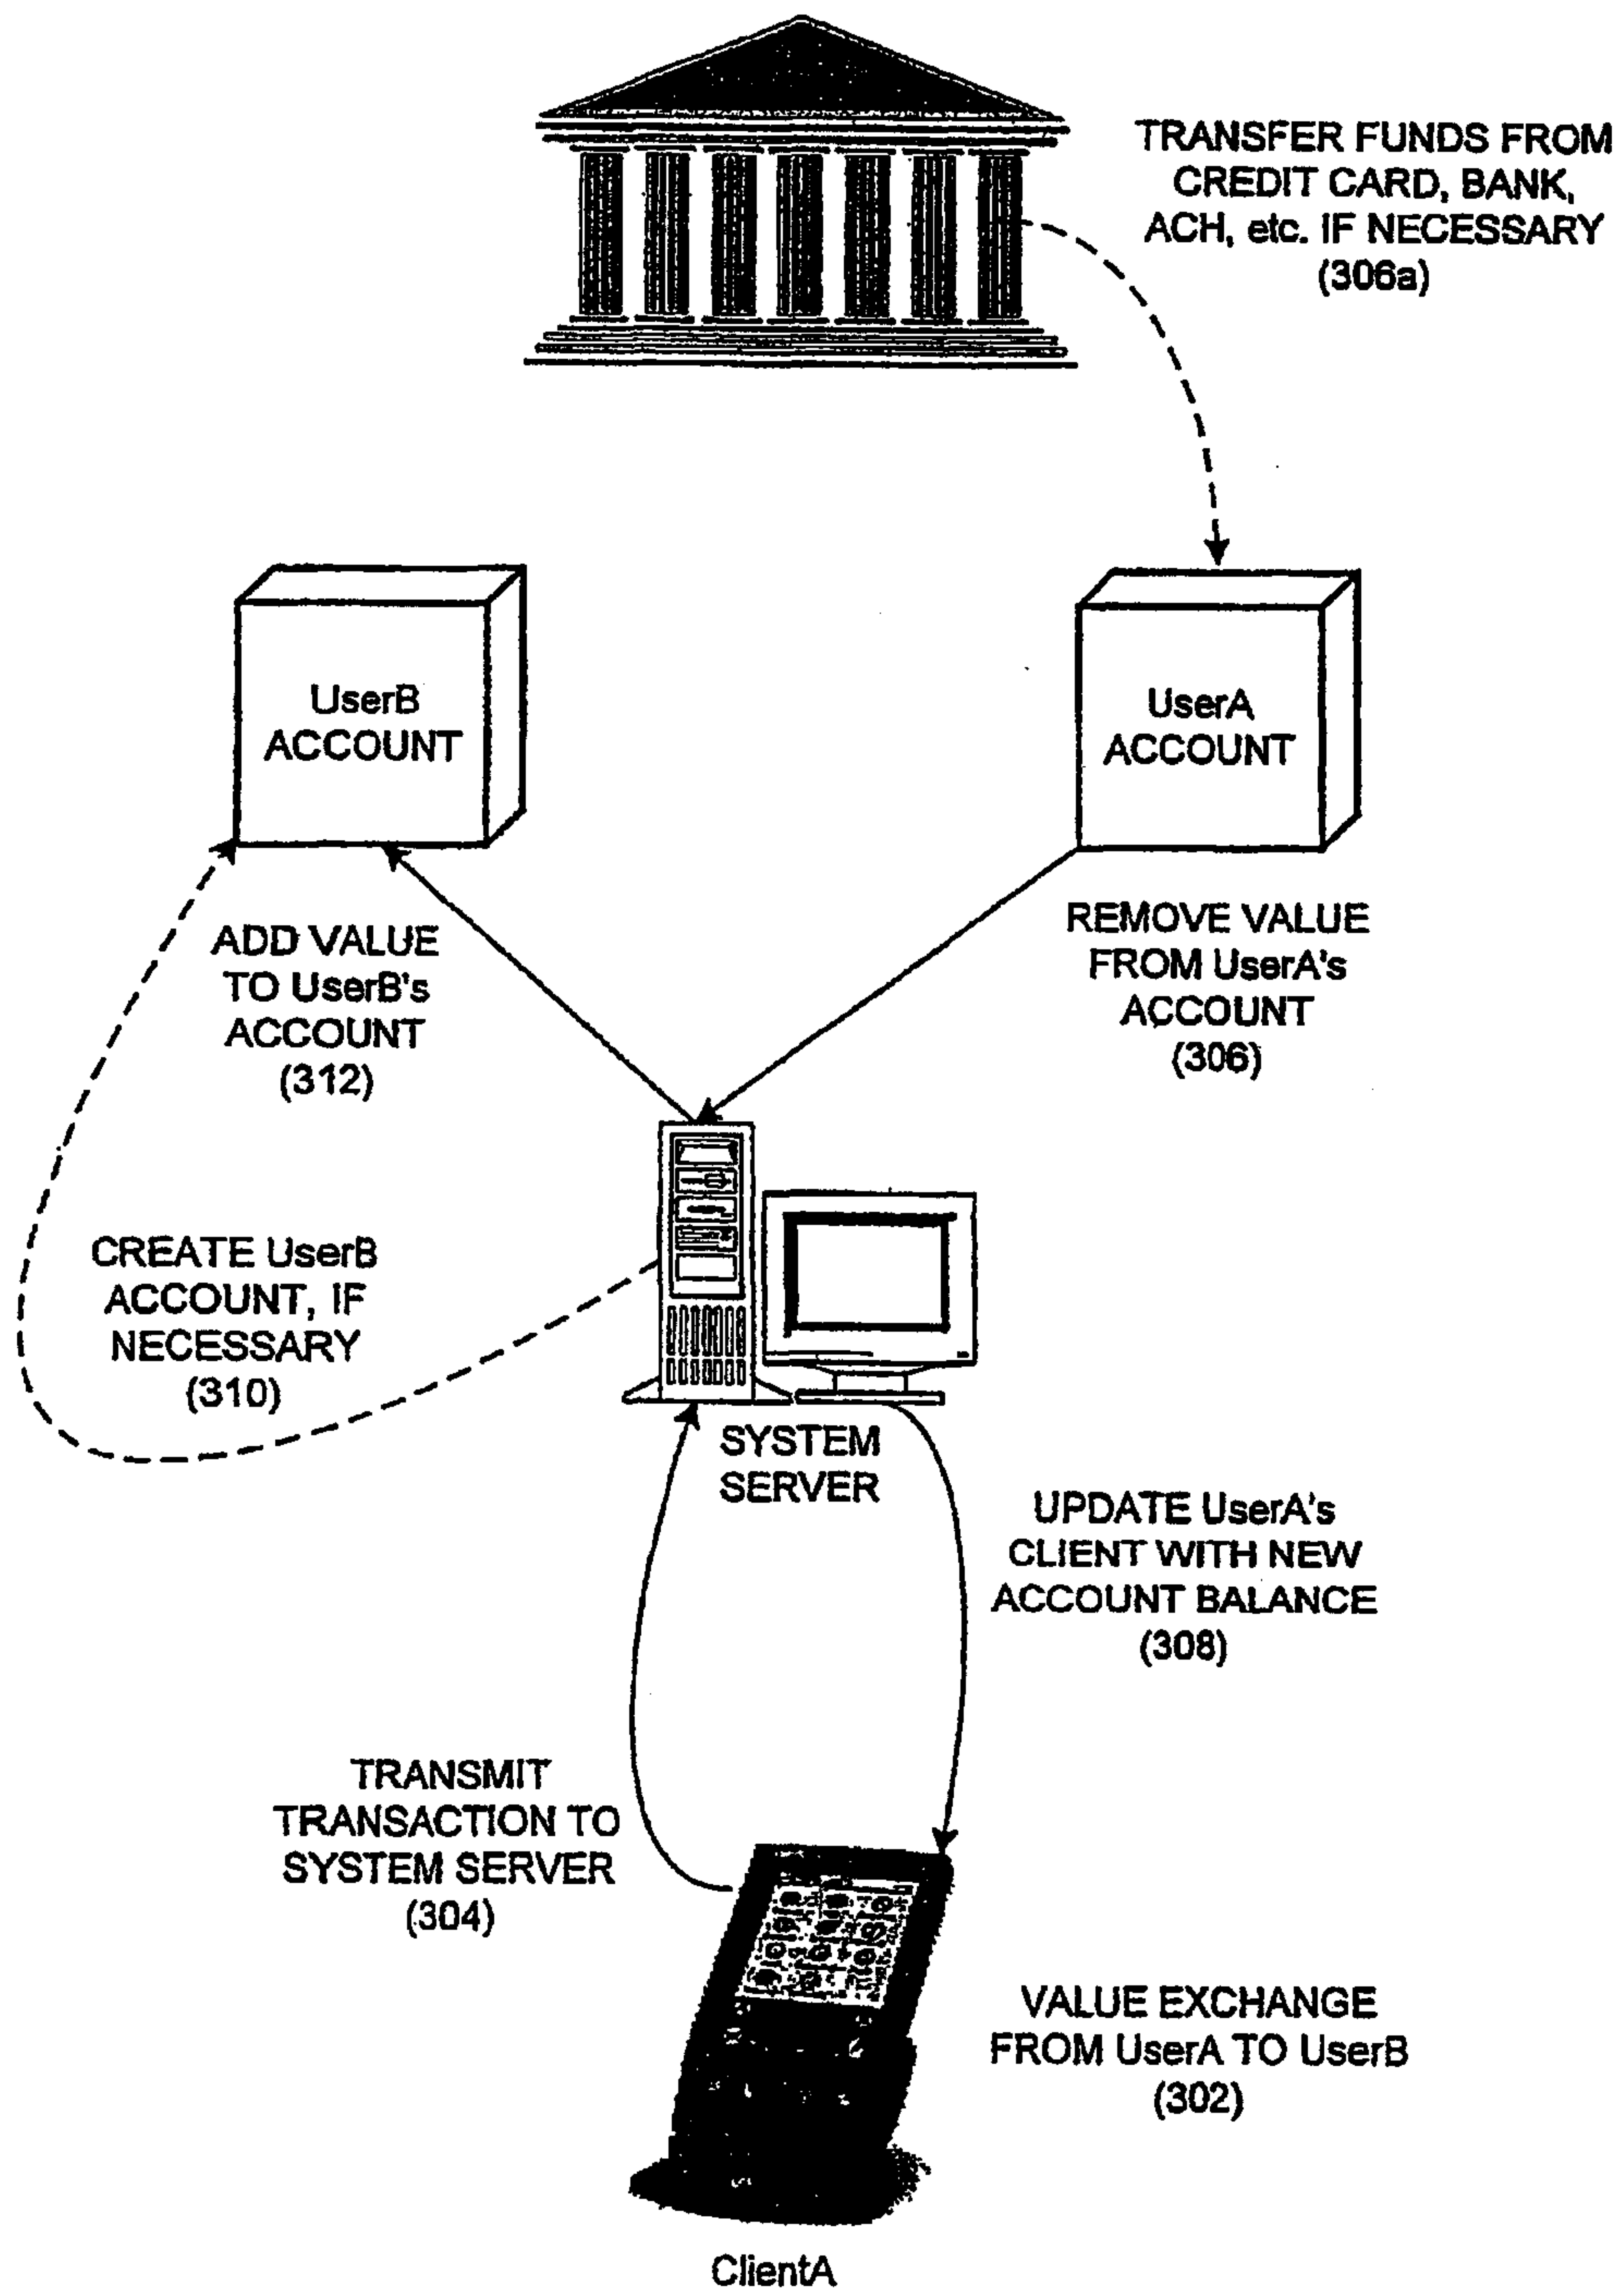 TRANSFER FUNDS FROM
CREDIT CARD, BANK,
ACH, etc. IF NECESSARY
(306a)
UserB
ACCOUNT
UserA
ACCOUNT
ADD VALUE
TO UserB's
ACCOUNT
(312)
REMOVE VALUE
FROM UserA's
ACCOUNT
(306)
CREATE UserB
ACCOUNT, IF
NECESSARY
(310)
SYSTEM
SERVER
UPDATE UserA's
CLIENT WITH NEW
ACCOUNT BALANCE
(308)
TRANSMIT
TRANSACTION TO
SYSTEM SERVER
(304)
VALUE EXCHANGE
FROM UserA TO UserB
(302)
ClientA